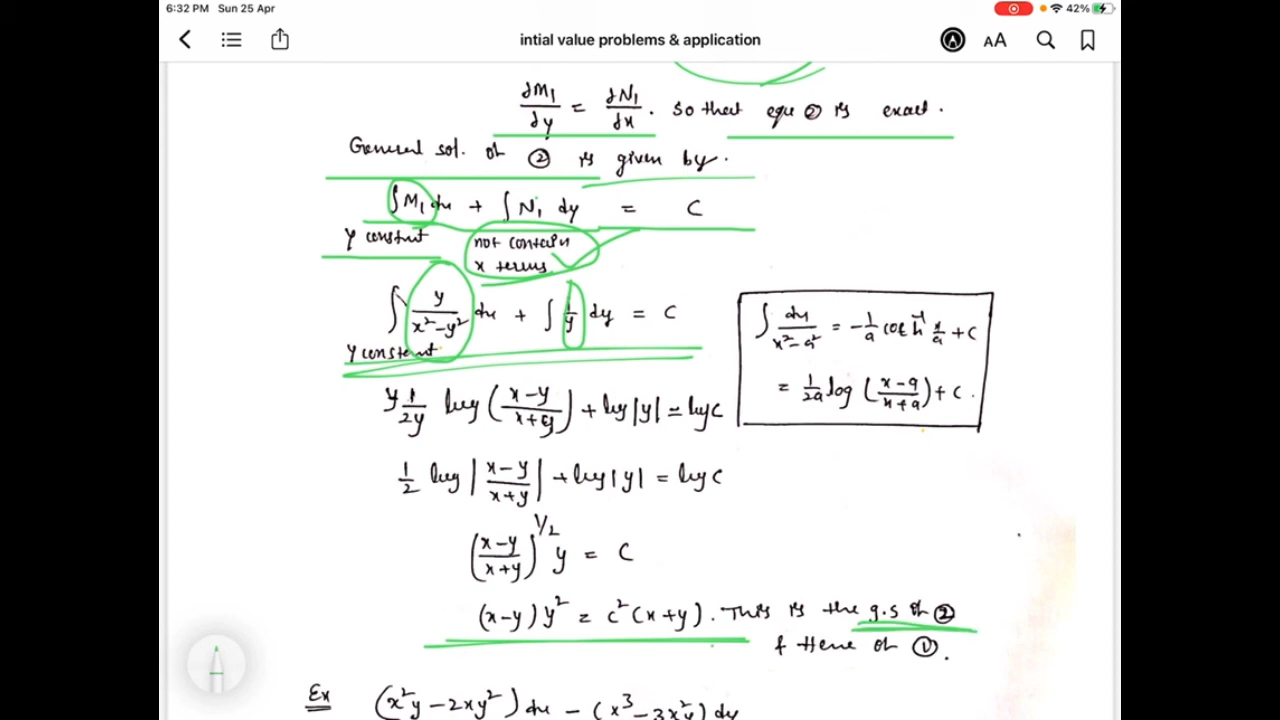 6:32 PM Sun 25 Apr
42%
intial value problems & application
AA
∂M₁/∂y = ∂N₁/∂x . so that equ ② is exact.
General sol. of ② is given by.
∫M₁dx + ∫N₁ dy = C
y constant
not contain
x terms
∫ y/(x²-y²) dx + ∫ 1/y dy = C
y constant
∫ dx/(x²-a²) = -1/a cot h⁻¹ x/a + C
= 1/2a log (x-a/x+a) + C.
y 1/2y log (x-y/x+y) + log|y| = log C
1/2 log |x-y/x+y| + log|y| = log C
(x-y/x+y)^1/2 y = C
(x-y) y² = c² (x+y). This is the g.s of ②
& Hence of ①.
Ex (x²y - 2xy²) dx - (x³ - 3x²y) dy